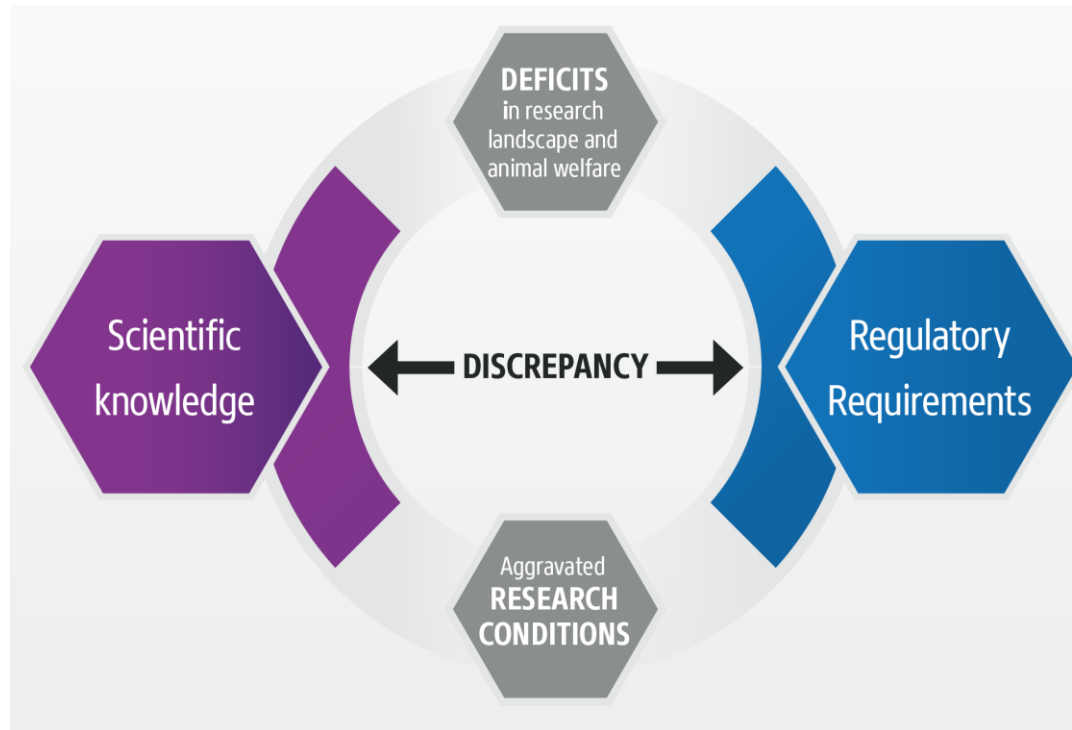 DEFICITS
in research
landscape and
animal welfare
Scientific
knowledge
DISCREPANCY
Regulatory
Requirements
Aggravated
RESEARCH
CONDITIONS